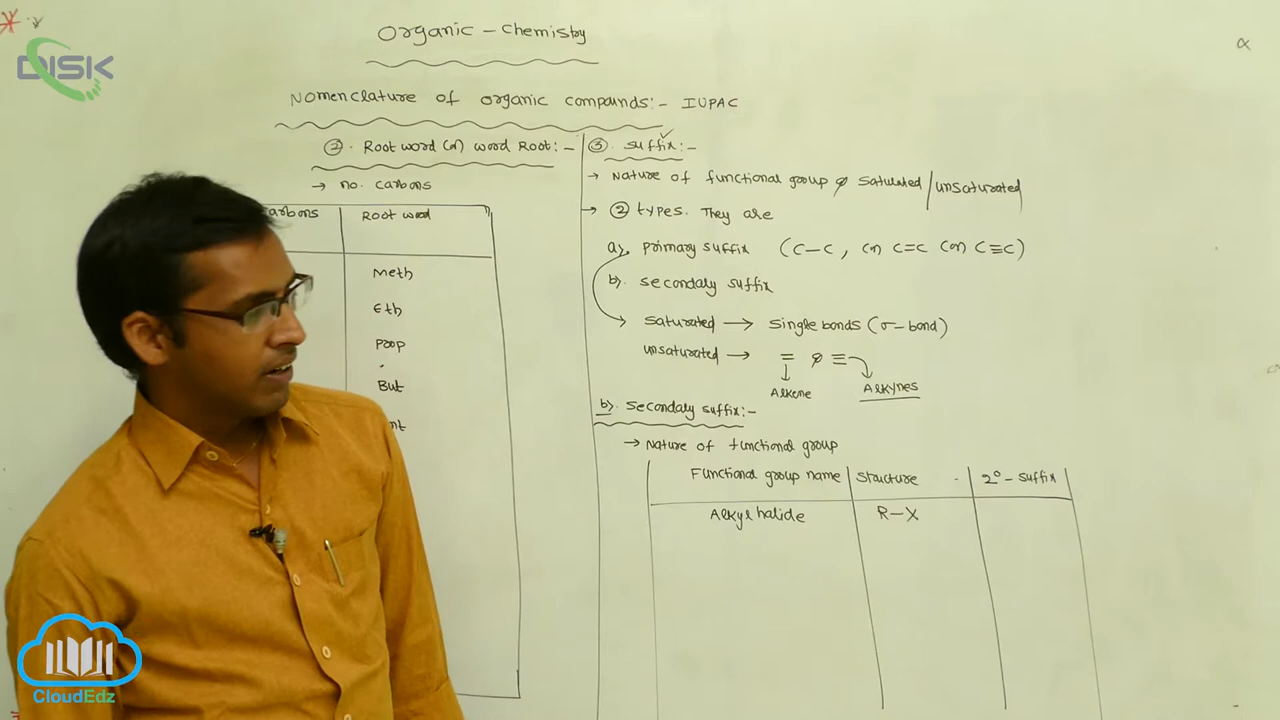 DISK
Organic - Chemistry
Nomenclature of organic compounds:- IUPAC
②. Root word (or) word Root:-
→ no. carbons
carbons | Root word
Meth
Eth
Prop
But
nt
③. suffix:-
→ Nature of functional group & saturated / unsaturated
→ ② types. They are
a). primary suffix (C-C, (or) C=C (or) C≡C)
b). secondary suffix
saturated → single bonds (σ-bond)
unsaturated → = & ≡
Alkene Alkynes
b). secondary suffix:-
→ Nature of functional group
Functional group name | structure | 2° - suffix
Alkyl halide | R-X
α
CloudEdz